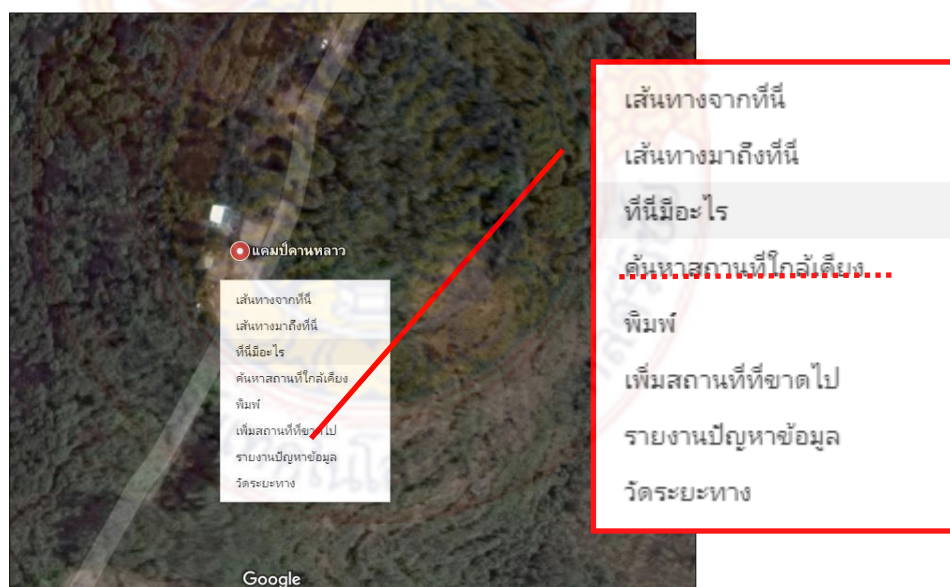 แคมป์คานหลาว
เส้นทางจากที่นี่
เส้นทางมาถึงที่นี่
ที่นี่มีอะไร
ค้นหาสถานที่ใกล้เคียง
พิมพ์
เพิ่มสถานที่ที่ขาดไป
รายงานปัญหาข้อมูล
วัดระยะทาง
Google
เส้นทางจากที่นี่
เส้นทางมาถึงที่นี่
ที่นี่มีอะไร
ค้นหาสถานที่ใกล้เคียง
พิมพ์
เพิ่มสถานที่ที่ขาดไป
รายงานปัญหาข้อมูล
วัดระยะทาง